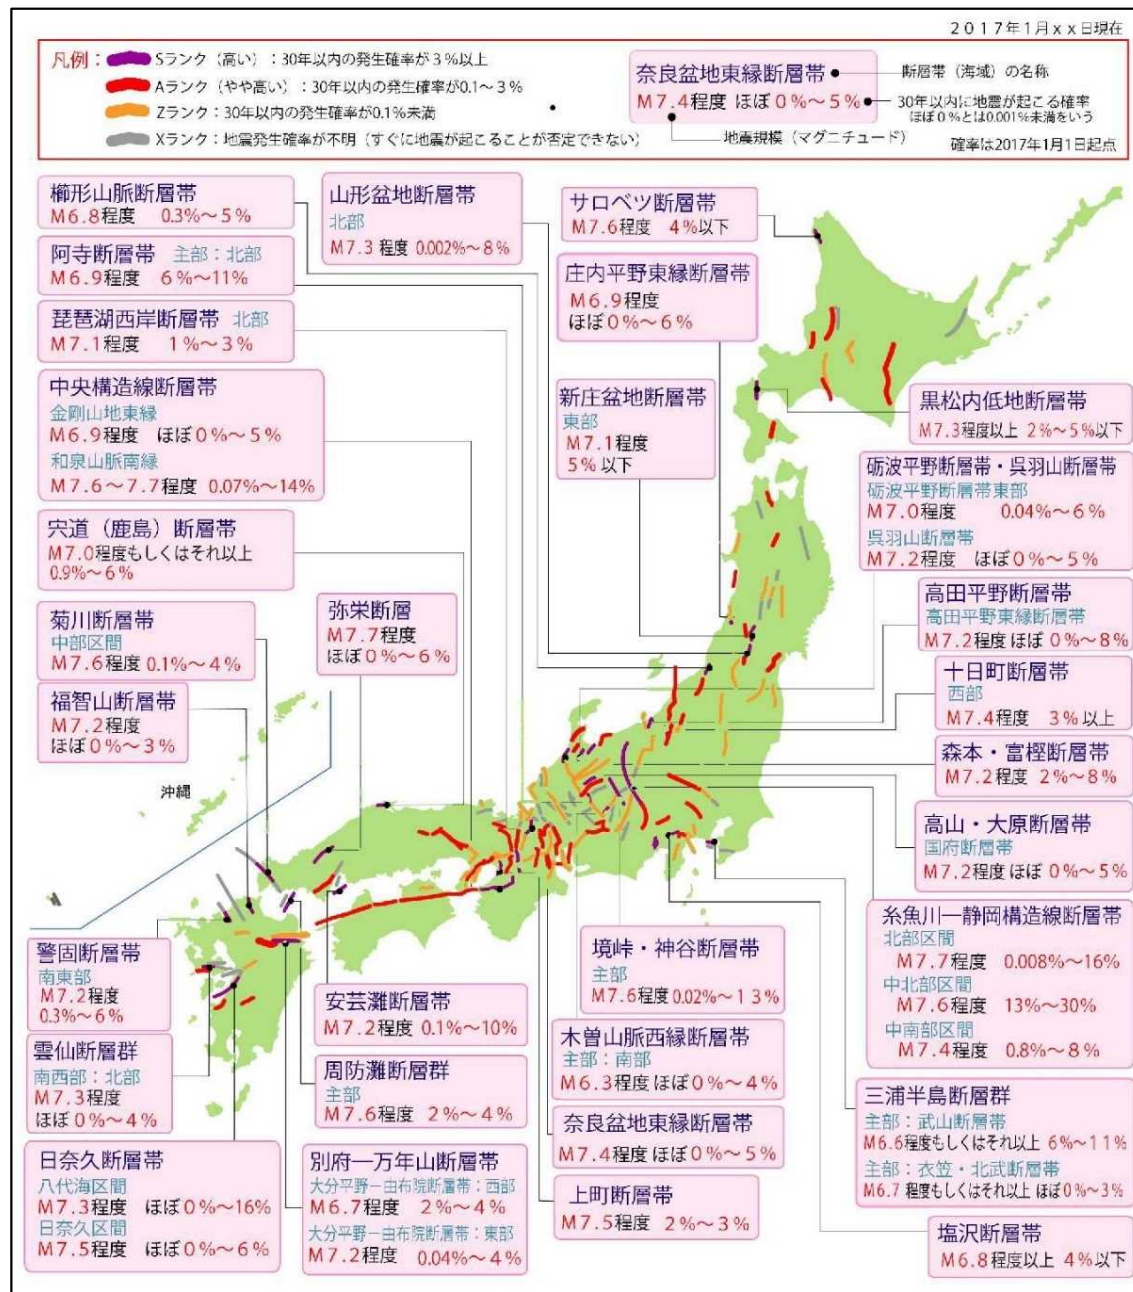 2017年1月xx日現在
凡例：
Sランク（高い）：30年以内の発生確率が3%以上
Aランク（やや高い）：30年以内の発生確率が0.1～3%
Zランク：30年以内の発生確率が0.1%未満
Xランク：地震発生確率が不明（すぐに地震が起こることが否定できない）
奈良盆地東縁断層帯
M7.4程度 ほぼ0%～5%
断層帯（海域）の名称
30年以内に地震が起こる確率
ほぼ0%とは0.001%未満をいう
地震規模（マグニチュード）
確率は2017年1月1日起点
櫛形山脈断層帯
M6.8程度 0.3%～5%
阿寺断層帯 主部：北部
M6.9程度 6%～11%
琵琶湖西岸断層帯 北部
M7.1程度 1%～3%
中央構造線断層帯
金剛山地東縁
M6.9程度 ほぼ0%～5%
和泉山脈南縁
M7.6～7.7程度 0.07%～14%
宍道（鹿島）断層帯
M7.0程度もしくはそれ以上
0.9%～6%
菊川断層帯
中部区間
M7.6程度 0.1%～4%
福智山断層帯
M7.2程度
ほぼ0%～3%
沖縄
山形盆地断層帯
北部
M7.3程度 0.002%～8%
弥栄断層
M7.7程度
ほぼ0%～6%
サロベツ断層帯
M7.6程度 4%以下
庄内平野東縁断層帯
M6.9程度
ほぼ0%～6%
新庄盆地断層帯
東部
M7.1程度
5%以下
黒松内低地断層帯
M7.3程度以上 2%～5%以下
砺波平野断層帯・呉羽山断層帯
砺波平野断層帯東部
M7.0程度 0.04%～6%
呉羽山断層帯
M7.2程度 ほぼ0%～5%
高田平野断層帯
高田平野東縁断層帯
M7.2程度 ほぼ0%～8%
十日町断層帯
西部
M7.4程度 3%以上
森本・富樫断層帯
M7.2程度 2%～8%
高山・大原断層帯
国府断層帯
M7.2程度 ほぼ0%～5%
糸魚川ー静岡構造線断層帯
北部区間
M7.7程度 0.008%～16%
中北部区間
M7.6程度 13%～30%
中南部区間
M7.4程度 0.8%～8%
三浦半島断層群
主部：武山断層帯
M6.6程度もしくはそれ以上 6%～11%
主部：衣笠・北武断層帯
M6.7程度もしくはそれ以上 ほぼ0%～3%
塩沢断層帯
M6.8程度以上 4%以下
警固断層帯
南東部
M7.2程度
0.3%～6%
雲仙断層群
南西部：北部
M7.3程度
ほぼ0%～4%
日奈久断層帯
八代海区間
M7.3程度 ほぼ0%～16%
日奈久区間
M7.5程度 ほぼ0%～6%
安芸灘断層帯
M7.2程度 0.1%～10%
周防灘断層群
主部
M7.6程度 2%～4%
別府ー万年山断層帯
大分平野ー由布院断層帯：西部
M6.7程度 2%～4%
大分平野ー由布院断層帯：東部
M7.2程度 0.04%～4%
境峠・神谷断層帯
主部
M7.6程度 0.02%～13%
木曽山脈西縁断層帯
主部：南部
M6.3程度 ほぼ0%～4%
奈良盆地東縁断層帯
M7.4程度 ほぼ0%～5%
上町断層帯
M7.5程度 2%～3%